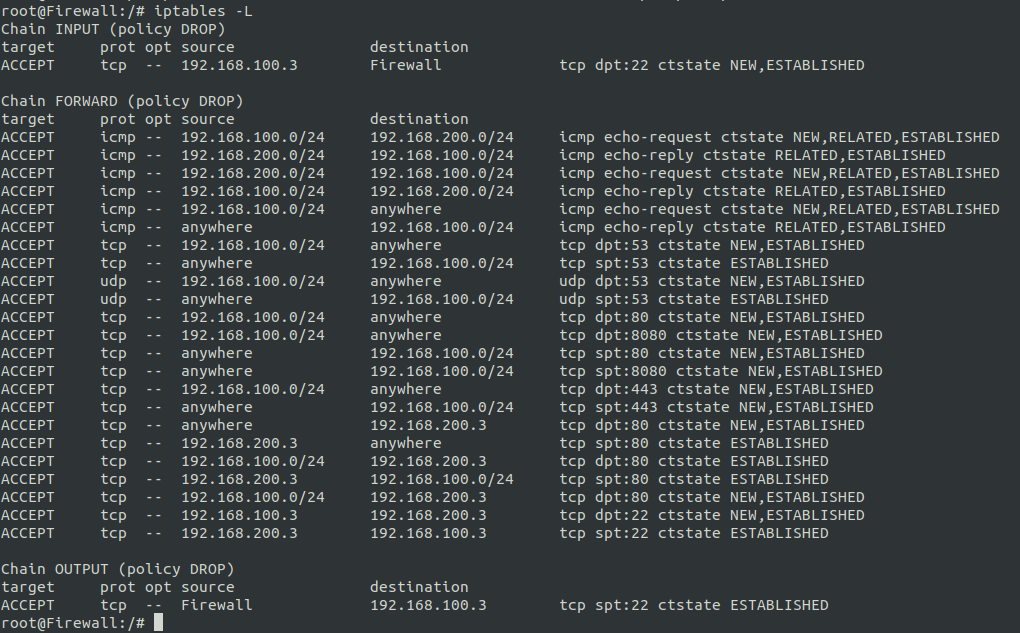 root@Firewall:/# iptables -L
Chain INPUT (policy DROP)
target     prot opt source               destination
ACCEPT     tcp  --  192.168.100.3        Firewall             tcp dpt:22 ctstate NEW,ESTABLISHED

Chain FORWARD (policy DROP)
target     prot opt source               destination
ACCEPT     icmp --  192.168.100.0/24     192.168.200.0/24     icmp echo-request ctstate NEW,RELATED,ESTABLISHED
ACCEPT     icmp --  192.168.200.0/24     192.168.100.0/24     icmp echo-reply ctstate RELATED,ESTABLISHED
ACCEPT     icmp --  192.168.200.0/24     192.168.100.0/24     icmp echo-request ctstate NEW,RELATED,ESTABLISHED
ACCEPT     icmp --  192.168.100.0/24     192.168.200.0/24     icmp echo-reply ctstate RELATED,ESTABLISHED
ACCEPT     icmp --  192.168.100.0/24     anywhere             icmp echo-request ctstate NEW,RELATED,ESTABLISHED
ACCEPT     icmp --  anywhere             192.168.100.0/24     icmp echo-reply ctstate RELATED,ESTABLISHED
ACCEPT     tcp  --  192.168.100.0/24     anywhere             tcp dpt:53 ctstate NEW,ESTABLISHED
ACCEPT     tcp  --  anywhere             192.168.100.0/24     tcp spt:53 ctstate ESTABLISHED
ACCEPT     udp  --  192.168.100.0/24     anywhere             udp dpt:53 ctstate NEW,ESTABLISHED
ACCEPT     udp  --  anywhere             192.168.100.0/24     udp spt:53 ctstate ESTABLISHED
ACCEPT     tcp  --  192.168.100.0/24     anywhere             tcp dpt:80 ctstate NEW,ESTABLISHED
ACCEPT     tcp  --  192.168.100.0/24     anywhere             tcp dpt:8080 ctstate NEW,ESTABLISHED
ACCEPT     tcp  --  anywhere             192.168.100.0/24     tcp spt:80 ctstate NEW,ESTABLISHED
ACCEPT     tcp  --  anywhere             192.168.100.0/24     tcp spt:8080 ctstate NEW,ESTABLISHED
ACCEPT     tcp  --  192.168.100.0/24     anywhere             tcp dpt:443 ctstate NEW,ESTABLISHED
ACCEPT     tcp  --  anywhere             192.168.100.0/24     tcp spt:443 ctstate NEW,ESTABLISHED
ACCEPT     tcp  --  anywhere             192.168.200.3        tcp dpt:80 ctstate NEW,ESTABLISHED
ACCEPT     tcp  --  192.168.200.3        anywhere             tcp spt:80 ctstate ESTABLISHED
ACCEPT     tcp  --  192.168.100.0/24     192.168.200.3        tcp dpt:80 ctstate ESTABLISHED
ACCEPT     tcp  --  192.168.200.3        192.168.100.0/24     tcp spt:80 ctstate ESTABLISHED
ACCEPT     tcp  --  192.168.100.0/24     192.168.200.3        tcp dpt:80 ctstate NEW,ESTABLISHED
ACCEPT     tcp  --  192.168.100.3        192.168.200.3        tcp dpt:22 ctstate NEW,ESTABLISHED
ACCEPT     tcp  --  192.168.200.3        192.168.100.3        tcp spt:22 ctstate ESTABLISHED

Chain OUTPUT (policy DROP)
target     prot opt source               destination
ACCEPT     tcp  --  Firewall             192.168.100.3        tcp spt:22 ctstate ESTABLISHED
root@Firewall:/#